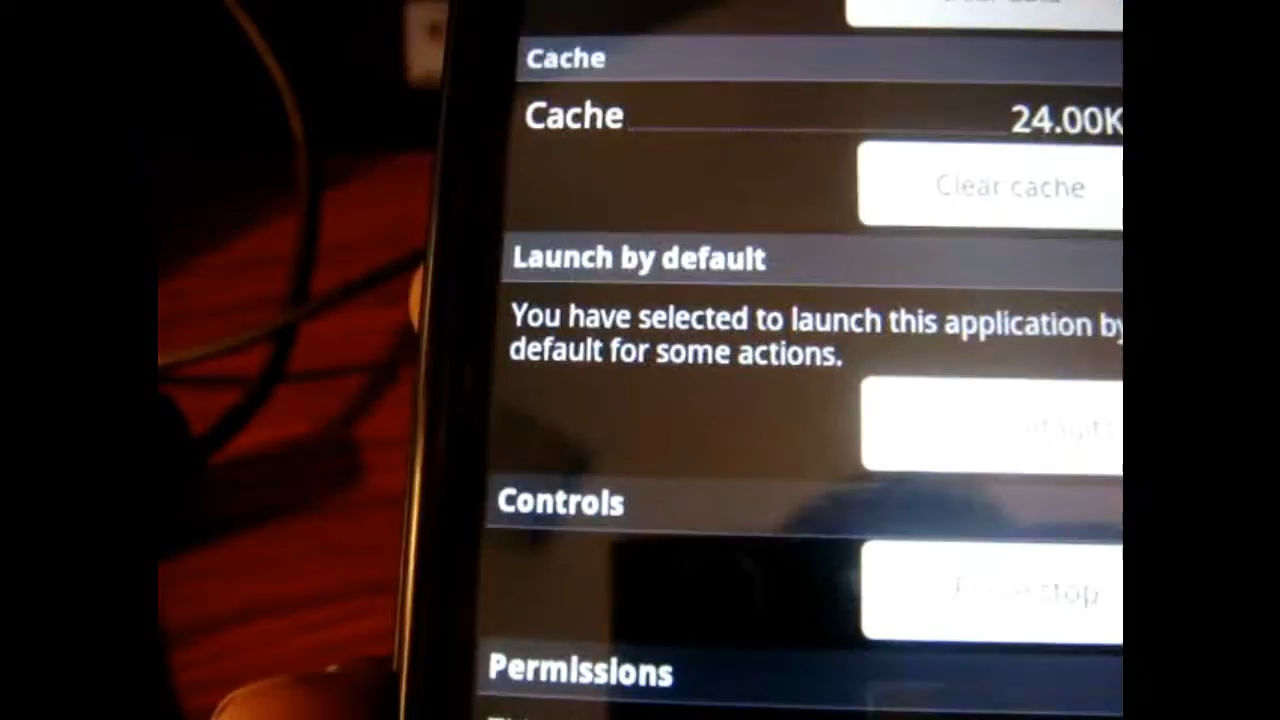 Cache
Cache 24.00K
Clear cache
Launch by default
You have selected to launch this application by
default for some actions.
Controls
Force stop
Permissions